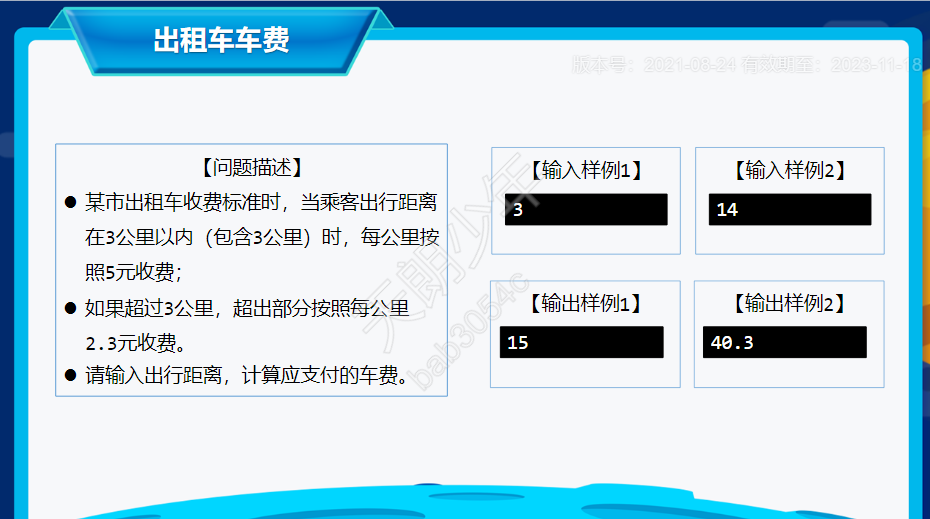 出租车车费
版本号：2021-08-24 有效期至：2023-11-18
【问题描述】
● 某市出租车收费标准时，当乘客出行距离
在3公里以内（包含3公里）时，每公里按
照5元收费；
● 如果超过3公里，超出部分按照每公里
2.3元收费。
● 请输入出行距离，计算应支付的车费。
【输入样例1】
3
【输入样例2】
14
【输出样例1】
15
【输出样例2】
40.3
天朗少年
bab3054c